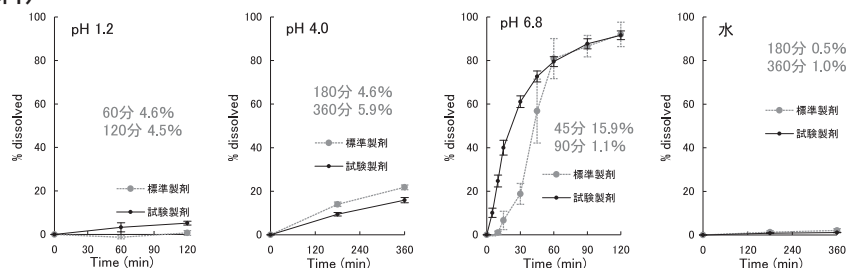 pH 1.2
% dissolved
100
80
60
40
20
0
60分 4.6%
120分 4.5%
標準製剤
試験製剤
0 30 60 90 120
Time (min)
pH 4.0
% dissolved
100
80
60
40
20
0
180分 4.6%
360分 5.9%
標準製剤
試験製剤
0 120 240 360
Time (min)
pH 6.8
% dissolved
100
80
60
40
20
0
45分 15.9%
90分 1.1%
標準製剤
試験製剤
0 30 60 90 120
Time (min)
水
% dissolved
100
80
60
40
20
0
180分 0.5%
360分 1.0%
標準製剤
試験製剤
0 120 240 360
Time (min)